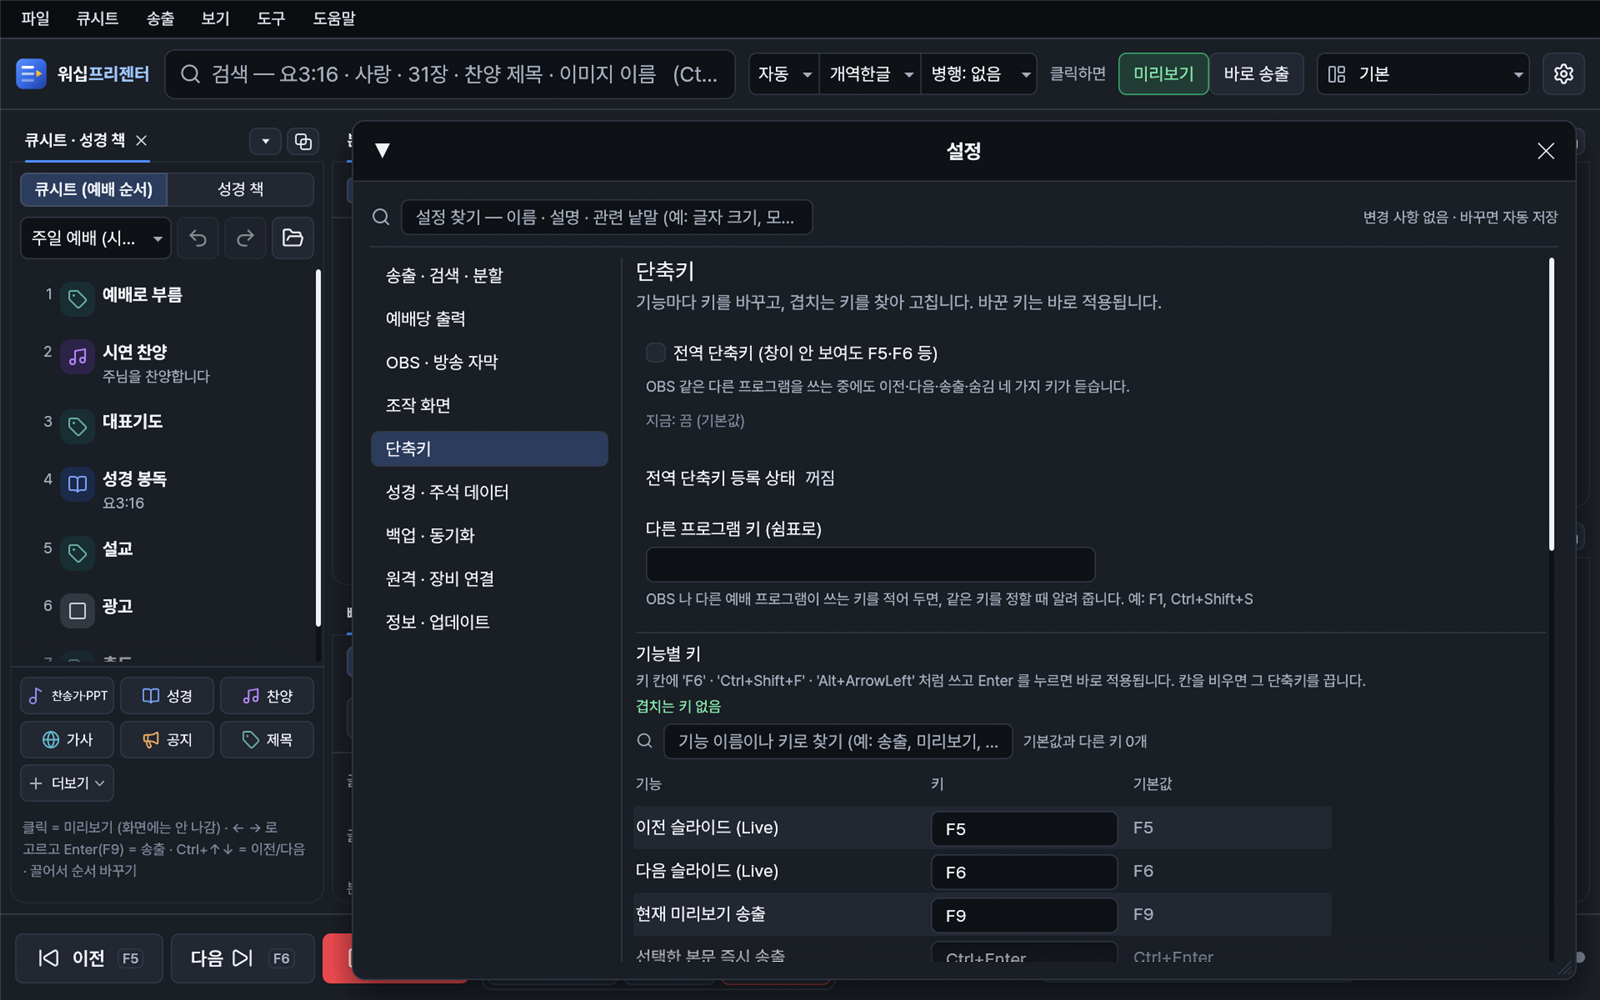 파일 큐시트 송출 보기 도구 도움말
워십프리젠터 검색 — 요3:16 · 사랑 · 31장 · 찬양 제목 · 이미지 이름 (Ct... 자동 개역한글 병행: 없음 클릭하면 미리보기 바로 송출 기본
큐시트 · 성경 책
큐시트 (예배 순서) 성경 책
주일 예배 (시...
1 예배로 부름
2 시연 찬양
주님을 찬양합니다
3 대표기도
4 성경 봉독
요3:16
5 설교
6 광고
찬송가·PPT 성경 찬양
가사 공지 제목
더보기
클릭 = 미리보기 (화면에는 안 나감) · ← → 로
고르고 Enter(F9) = 송출 · Ctrl+↑↓ = 이전/다음
· 끌어서 순서 바꾸기
이전 F5 다음 F6
설정
설정 찾기 — 이름 · 설명 · 관련 낱말 (예: 글자 크기, 모...
변경 사항 없음 · 바꾸면 자동 저장
송출 · 검색 · 분할
예배당 출력
OBS · 방송 자막
조작 화면
단축키
성경 · 주석 데이터
백업 · 동기화
원격 · 장비 연결
정보 · 업데이트
단축키
기능마다 키를 바꾸고, 겹치는 키를 찾아 고칩니다. 바꾼 키는 바로 적용됩니다.
전역 단축키 (창이 안 보여도 F5·F6 등)
OBS 같은 다른 프로그램을 쓰는 중에도 이전·다음·송출·숨김 네 가지 키가 듣습니다.
지금: 끔 (기본값)
전역 단축키 등록 상태 꺼짐
다른 프로그램 키 (쉼표로)
OBS 나 다른 예배 프로그램이 쓰는 키를 적어 두면, 같은 키를 정할 때 알려 줍니다. 예: F1, Ctrl+Shift+S
기능별 키
키 칸에 'F6' · 'Ctrl+Shift+F' · 'Alt+ArrowLeft' 처럼 쓰고 Enter 를 누르면 바로 적용됩니다. 칸을 비우면 그 단축키를 끕니다.
겹치는 키 없음
기능 이름이나 키로 찾기 (예: 송출, 미리보기, ... 기본값과 다른 키 0개
기능 키 기본값
이전 슬라이드 (Live) F5 F5
다음 슬라이드 (Live) F6 F6
현재 미리보기 송출 F9 F9
선택한 본문 즉시 송출 Ctrl+Enter Ctrl+Enter